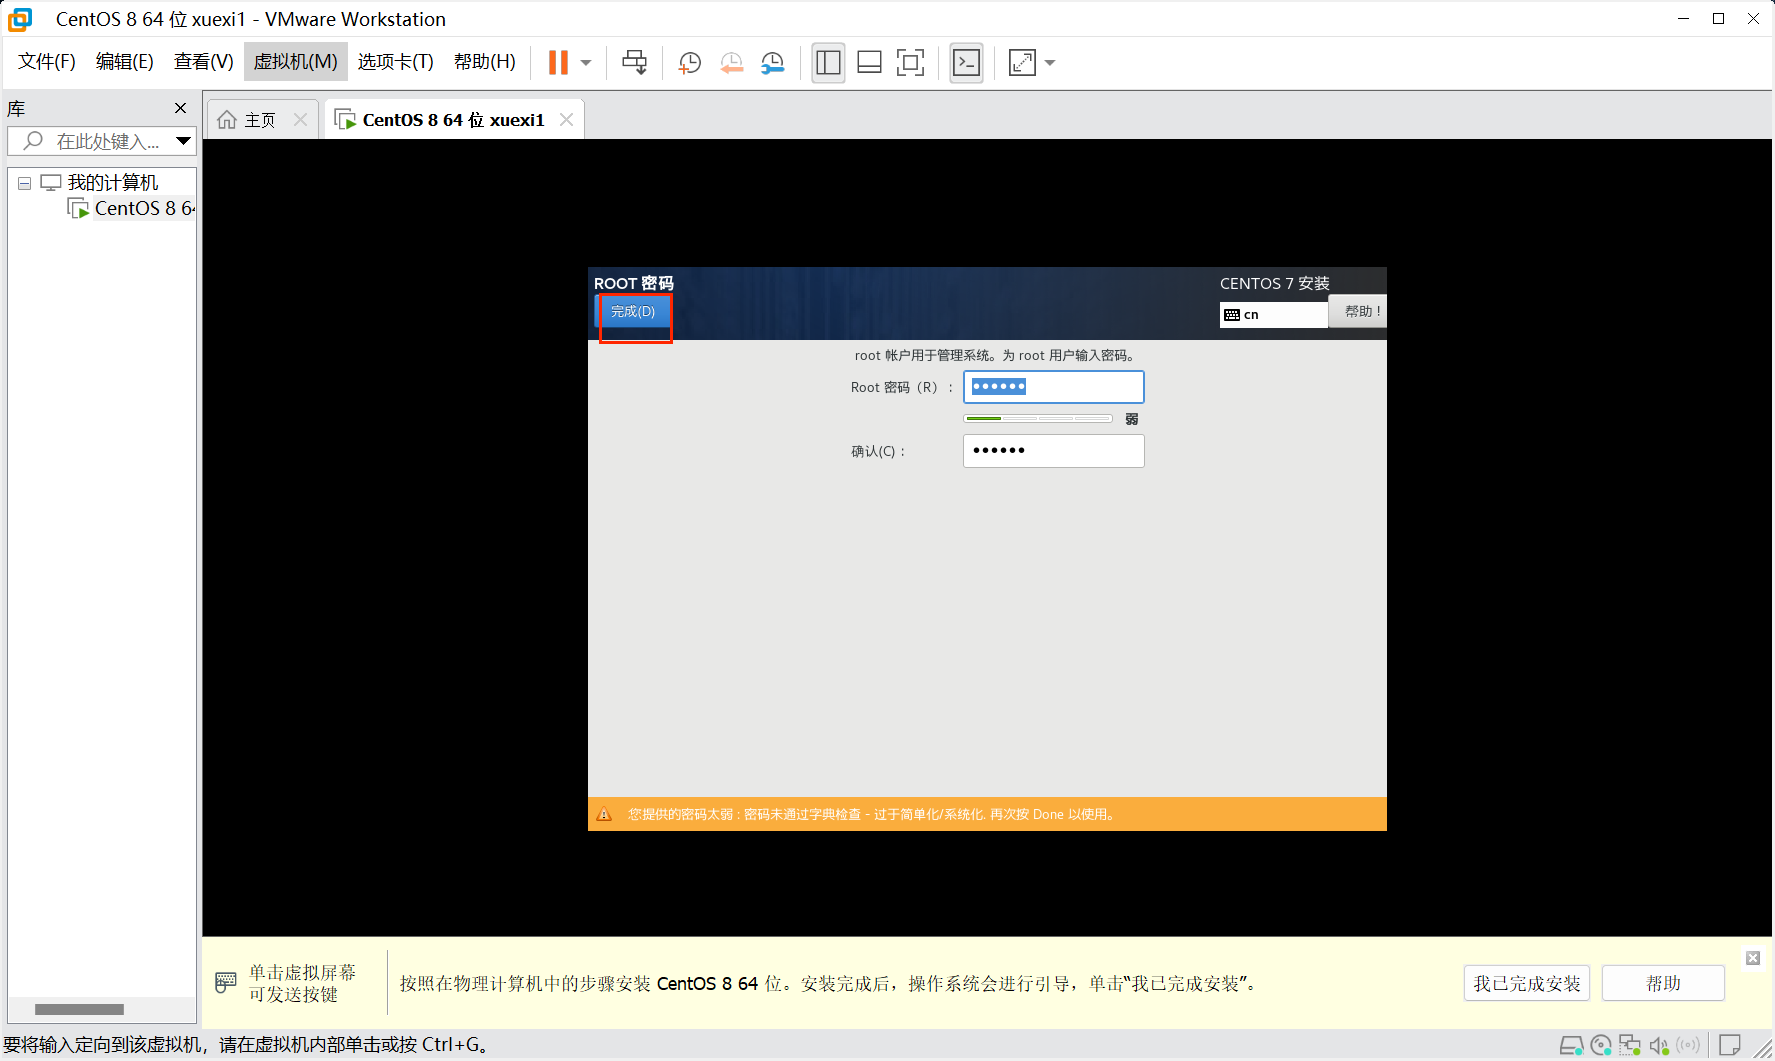 CentOS 8 64 位 xuexi1 - VMware Workstation
文件(F) 编辑(E) 查看(V) 虚拟机(M) 选项卡(T) 帮助(H)
库
在此处键入...
我的计算机
CentOS 8 64
主页
CentOS 8 64 位 xuexi1
ROOT 密码
完成(D)
CENTOS 7 安装
cn
帮助！
root 帐户用于管理系统。为 root 用户输入密码。
Root 密码（R）：
弱
确认(C)：
您提供的密码太弱 : 密码未通过字典检查 - 过于简单化/系统化. 再次按 Done 以使用。
单击虚拟屏幕
可发送按键
按照在物理计算机中的步骤安装 CentOS 8 64 位。安装完成后，操作系统会进行引导，单击“我已完成安装”。
我已完成安装
帮助
要将输入定向到该虚拟机，请在虚拟机内部单击或按 Ctrl+G。